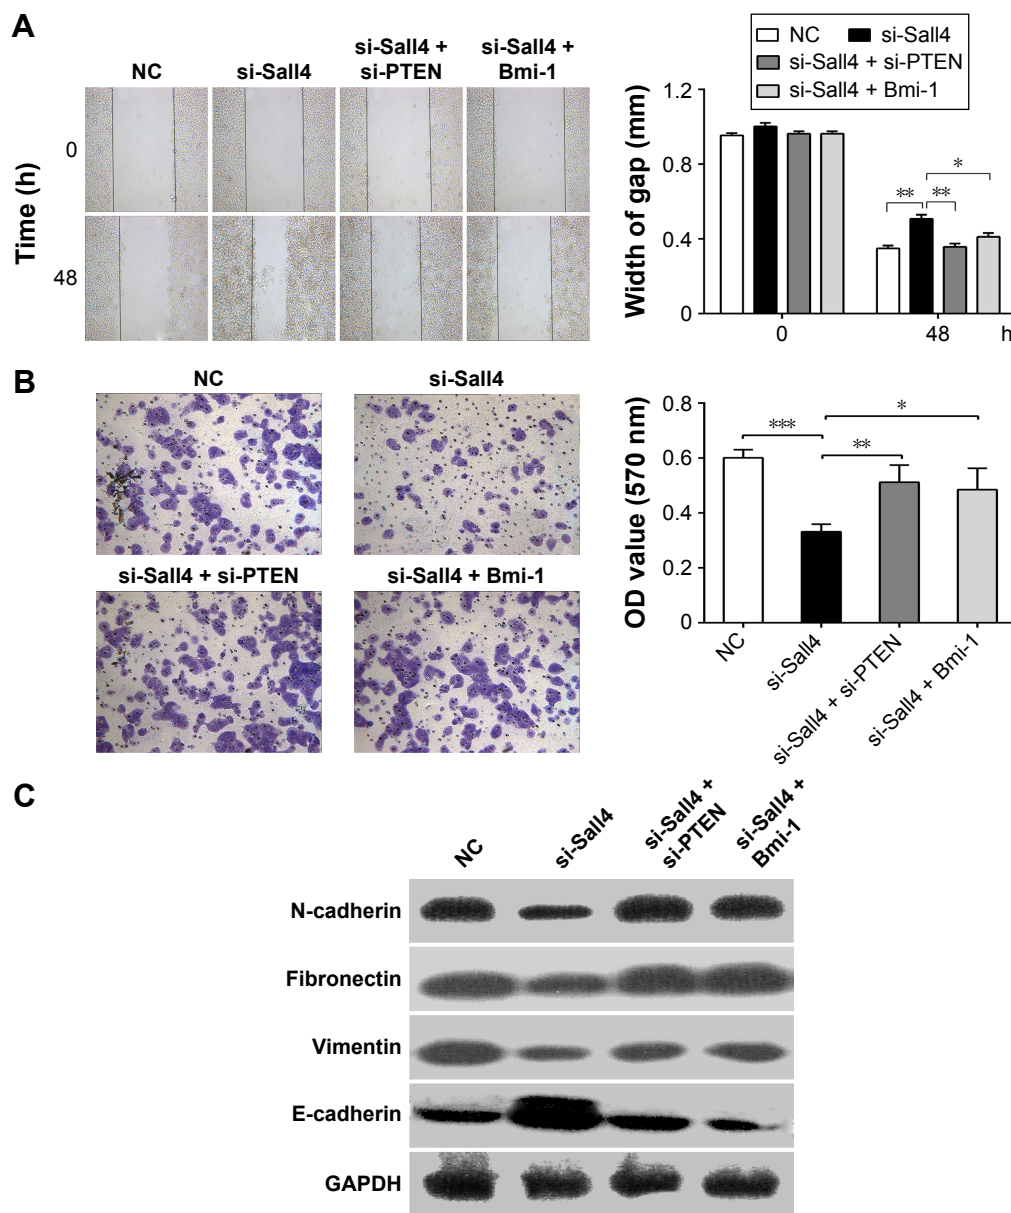 A
NC
si-Sall4
si-Sall4 +
si-PTEN
si-Sall4 +
Bmi-1
Time (h)
0
48
NC
si-Sall4
si-Sall4 + si-PTEN
si-Sall4 + Bmi-1
Width of gap (mm)
1.2
0.8
0.4
0
**
**
*
0
48
h
B
NC
si-Sall4
si-Sall4 + si-PTEN
si-Sall4 + Bmi-1
OD value (570 nm)
0.8
0.6
0.4
0.2
0
***
**
*
NC
si-Sall4
si-Sall4 + si-PTEN
si-Sall4 + Bmi-1
C
NC
si-Sall4
si-Sall4 +
si-PTEN
si-Sall4 +
Bmi-1
N-cadherin
Fibronectin
Vimentin
E-cadherin
GAPDH